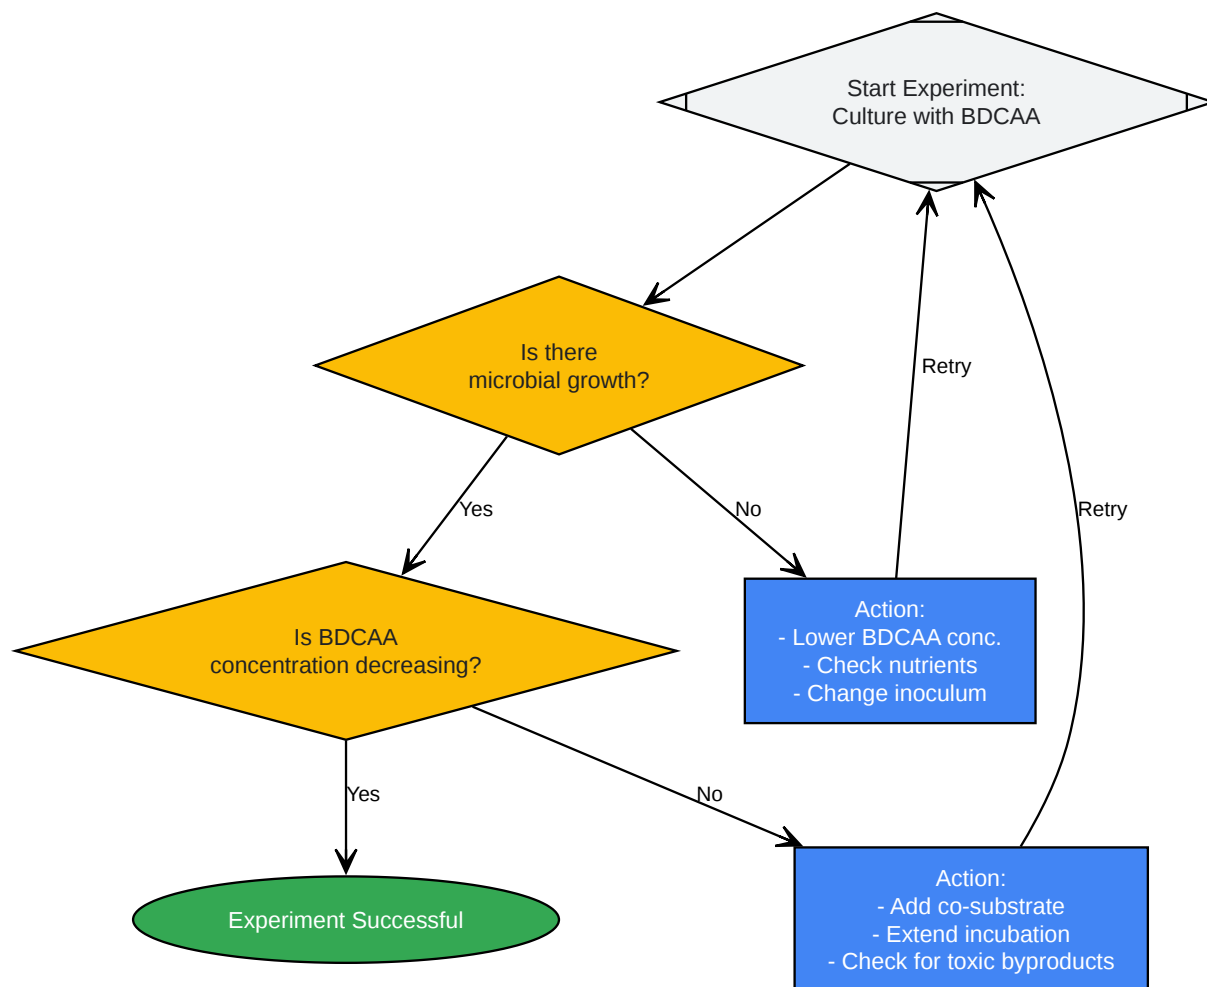 Start Experiment:
Culture with BDCAA
Is there
microbial growth?
Retry
Yes
No
Retry
Action:
- Lower BDCAA conc.
- Check nutrients
- Change inoculum
Is BDCAA
concentration decreasing?
Yes
No
Action:
- Add co-substrate
- Extend incubation
- Check for toxic byproducts
Experiment Successful